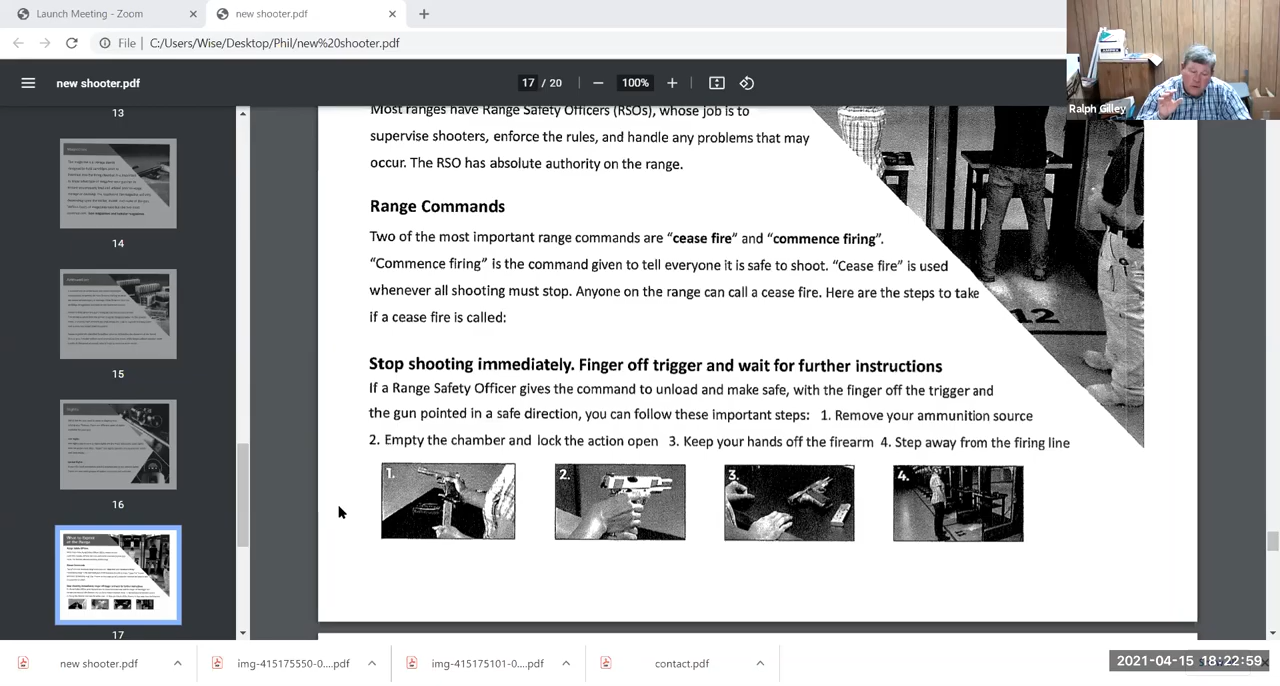 Launch Meeting - Zoom
new shooter.pdf
File
C:/Users/Wise/Desktop/Phil/new%20shooter.pdf
new shooter.pdf
17 / 20
100%
Ralph Gilley
13
14
15
16
17
Most ranges have Range Safety Officers (RSOs), whose job is to
supervise shooters, enforce the rules, and handle any problems that may
occur. The RSO has absolute authority on the range.
Range Commands
Two of the most important range commands are “cease fire” and “commence firing”.
“Commence firing” is the command given to tell everyone it is safe to shoot. “Cease fire” is used
whenever all shooting must stop. Anyone on the range can call a cease fire. Here are the steps to take
if a cease fire is called:
12
Stop shooting immediately. Finger off trigger and wait for further instructions
If a Range Safety Officer gives the command to unload and make safe, with the finger off the trigger and
the gun pointed in a safe direction, you can follow these important steps: 1. Remove your ammunition source
2. Empty the chamber and lock the action open 3. Keep your hands off the firearm 4. Step away from the firing line
1.
2.
3.
4.
new shooter.pdf
img-415175550-0....pdf
img-415175101-0....pdf
contact.pdf
2021-04-15 18:22:59